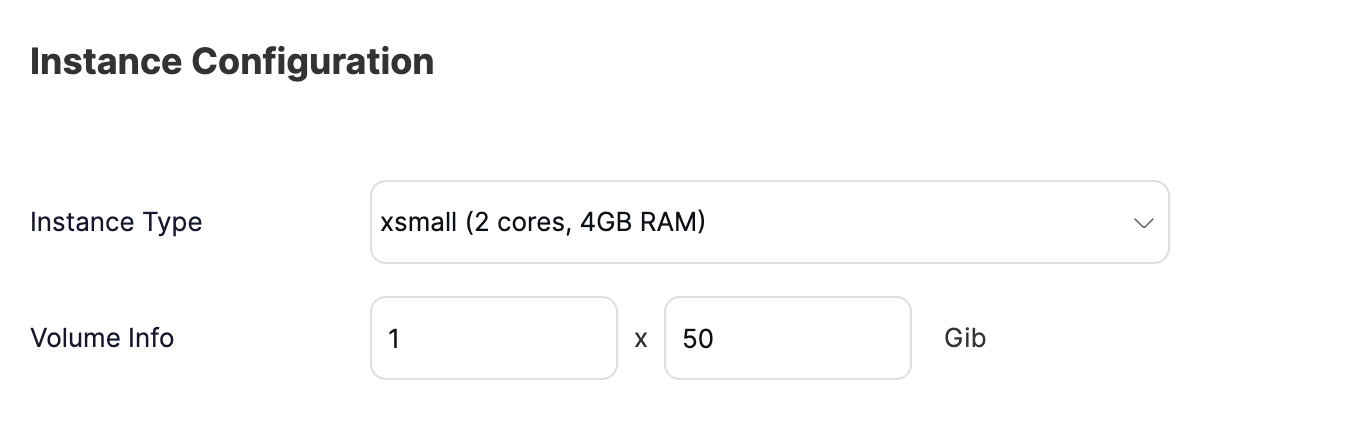 Instance Configuration
Instance Type xsmall (2 cores, 4GB RAM)
Volume Info 1 x 50 Gib